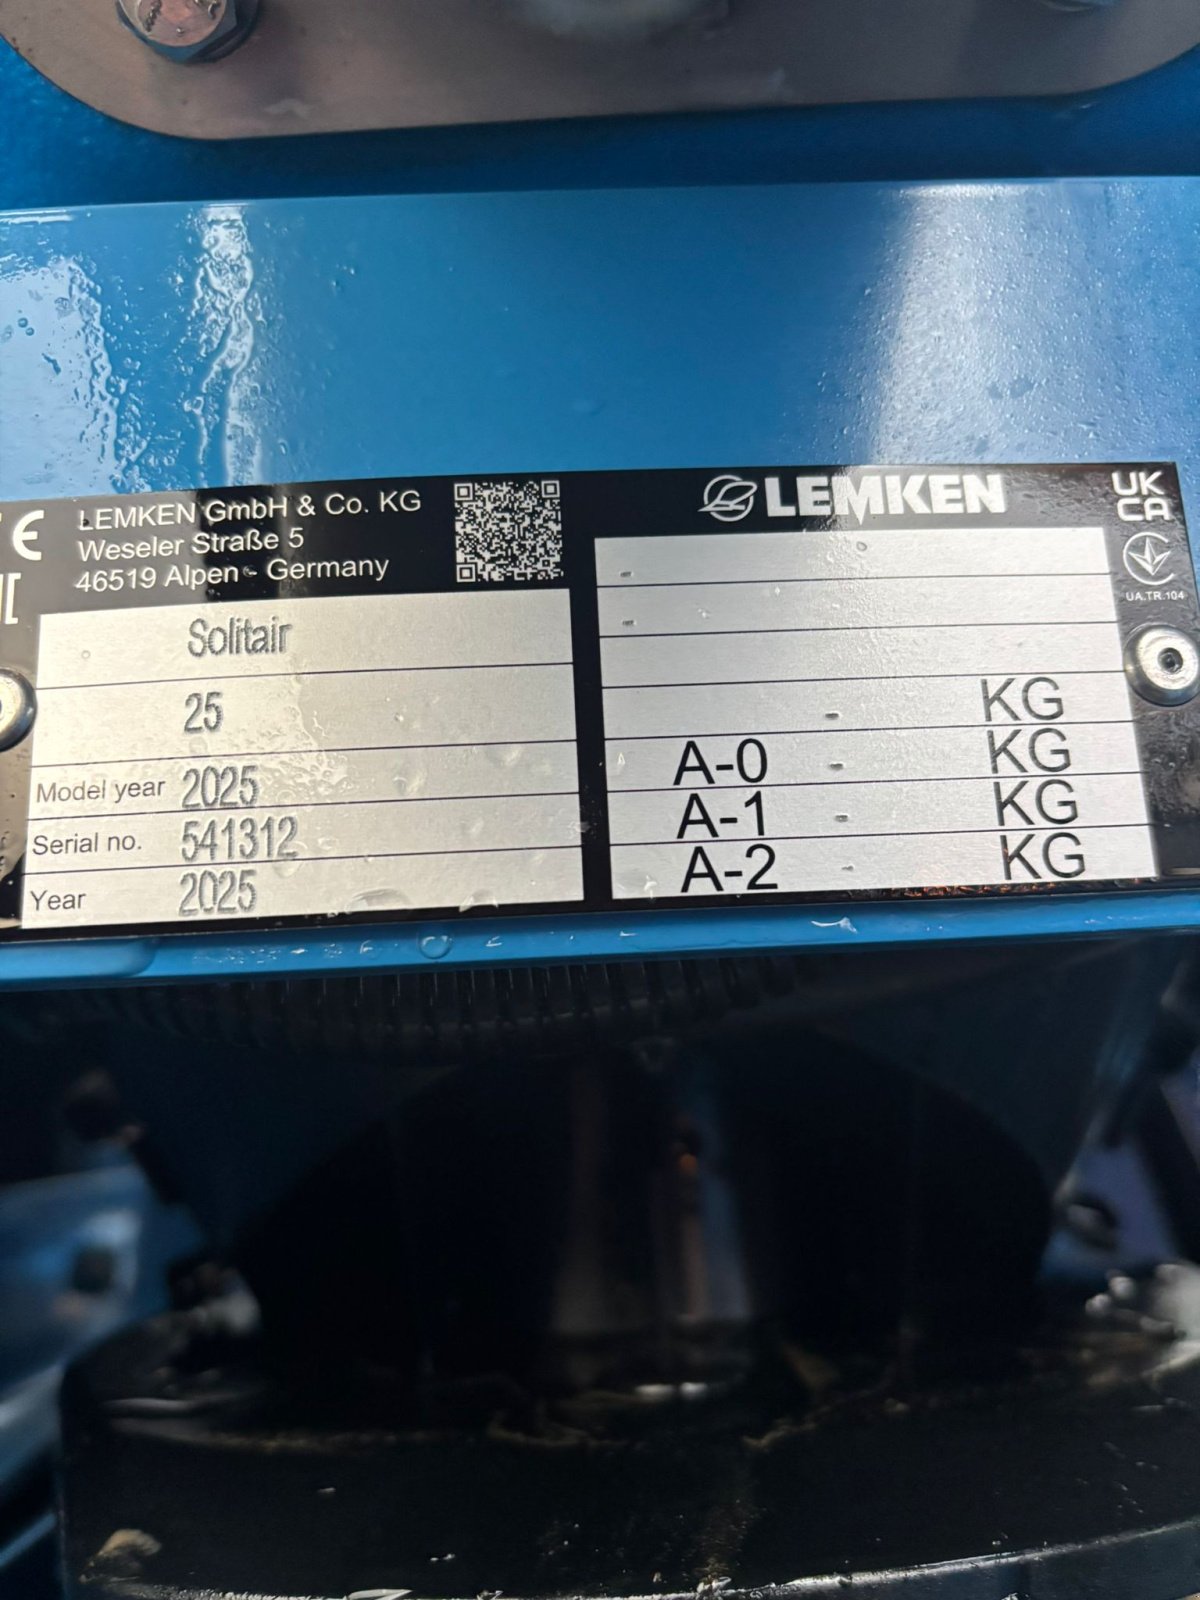 CE
LEMKEN GmbH & Co. KG
Weseler Straße 5
46519 Alpen - Germany
Solitair
25
Model year 2025
Serial no. 541312
Year 2025
LEMKEN
UK
CA
UA.TR.104
-
-
- KG
A-0 - KG
A-1 - KG
A-2 - KG